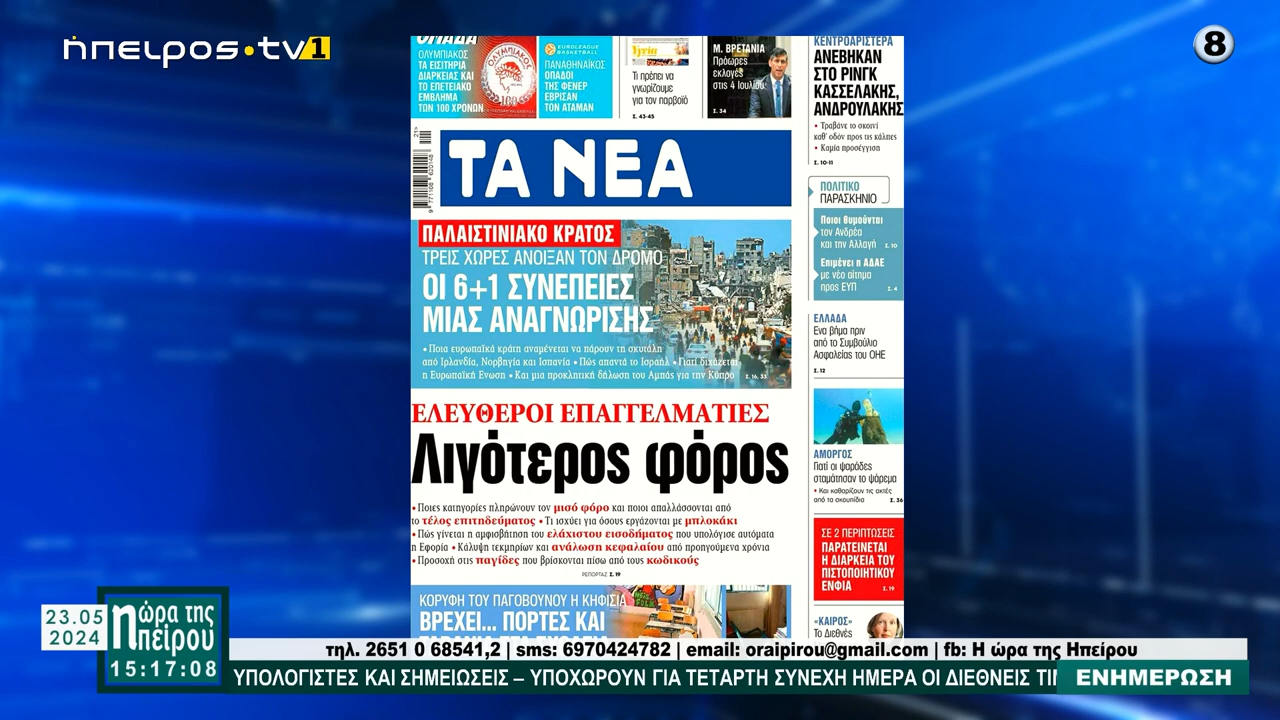 ήπειρος•tv1
8
ΟΜΑΔΑ
ΟΛΥΜΠΙΑΚΟΣ
ΤΑ ΕΙΣΙΤΗΡΙΑ
ΔΙΑΡΚΕΙΑΣ ΚΑΙ
ΤΟ ΕΠΕΤΕΙΑΚΟ
ΕΜΒΛΗΜΑ
ΤΩΝ 100 ΧΡΟΝΩΝ
EUROLEAGUE
BASKETBALL
ΠΑΝΑΘΗΝΑΪΚΟΣ
ΟΠΑΔΟΙ
ΤΗΣ ΦΕΝΕΡ
ΕΒΡΙΣΑΝ
ΤΟΝ ΑΤΑΜΑΝ
Υγεία
Τι πρέπει να
γνωρίζουμε
για τον παρβοϊό
Σ. 43-45
Μ. ΒΡΕΤΑΝΙΑ
Πρόωρες
εκλογές
στις 4 Ιουλίου
Σ. 34
ΚΕΝΤΡΟΑΡΙΣΤΕΡΑ
ΑΝΕΒΗΚΑΝ
ΣΤΟ ΡΙΝΓΚ
ΚΑΣΣΕΛΑΚΗΣ,
ΑΝΔΡΟΥΛΑΚΗΣ
• Τραβάνε το σκοινί
καθ' οδόν προς τις κάλπες
• Καμία προσέγγιση
Σ. 10-11
ΤΑ ΝΕΑ
ΠΟΛΙΤΙΚΟ
ΠΑΡΑΣΚΗΝΙΟ
Ποιοι θυμούνται
τον Ανδρέα
και την Αλλαγή Σ. 10
Επιμένει η ΑΔΑΕ
με νέο αίτημα
προς ΕΥΠ Σ. 4
ΠΑΛΑΙΣΤΙΝΙΑΚΟ ΚΡΑΤΟΣ
ΤΡΕΙΣ ΧΩΡΕΣ ΑΝΟΙΞΑΝ ΤΟΝ ΔΡΟΜΟ
ΟΙ 6+1 ΣΥΝΕΠΕΙΕΣ
ΜΙΑΣ ΑΝΑΓΝΩΡΙΣΗΣ
• Ποια ευρωπαϊκά κράτη αναμένεται να πάρουν τη σκυτάλη
από Ιρλανδία, Νορβηγία και Ισπανία • Πώς απαντά το Ισραήλ • Γιατί διχάζεται
η Ευρωπαϊκή Ενωση • Και μια προκλητική δήλωση του Αμπάς για την Κύπρο Σ. 16, 33
ΕΛΛΑΔΑ
Ενα βήμα πριν
από το Συμβούλιο
Ασφαλείας του ΟΗΕ
Σ. 12
ΕΛΕΥΘΕΡΟΙ ΕΠΑΓΓΕΛΜΑΤΙΕΣ
Λιγότερος φόρος
• Ποιες κατηγορίες πληρώνουν τον μισό φόρο και ποιοι απαλλάσσονται από
το τέλος επιτηδεύματος • Τι ισχύει για όσους εργάζονται με μπλοκάκι
• Πώς γίνεται η αμφισβήτηση του ελάχιστου εισοδήματος που υπολόγισε αυτόματα
η Εφορία • Κάλυψη τεκμηρίων και ανάλωση κεφαλαίου από προηγούμενα χρόνια
• Προσοχή στις παγίδες που βρίσκονται πίσω από τους κωδικούς
ΡΕΠΟΡΤΑΖ Σ. 19
ΑΜΟΡΓΟΣ
Γιατί οι ψαράδες
σταμάτησαν το ψάρεμα
• Και καθαρίζουν τις ακτές
από τα σκουπίδια Σ. 36
ΣΕ 2 ΠΕΡΙΠΤΩΣΕΙΣ
ΠΑΡΑΤΕΙΝΕΤΑΙ
Η ΔΙΑΡΚΕΙΑ ΤΟΥ
ΠΙΣΤΟΠΟΙΗΤΙΚΟΥ
ΕΝΦΙΑ
Σ. 19
ΚΟΡΥΦΗ ΤΟΥ ΠΑΓΟΒΟΥΝΟΥ Η ΚΗΦΙΣΙΑ
ΒΡΕΧΕΙ... ΠΟΡΤΕΣ ΚΑΙ
«ΚΑΙΡΟΣ»
Το Διεθνές
23.05
2024
η ώρα της
ηπείρου
15:17:08
τηλ. 2651 0 68541,2 | sms: 6970424782 | email: oraipirou@gmail.com | fb: Η ώρα της Ηπείρου
ΥΠΟΛΟΓΙΣΤΕΣ ΚΑΙ ΣΗΜΕΙΩΣΕΙΣ – ΥΠΟΧΩΡΟΥΝ ΓΙΑ ΤΕΤΑΡΤΗ ΣΥΝΕΧΗ ΗΜΕΡΑ ΟΙ ΔΙΕΘΝΕΙΣ
ΕΝΗΜΕΡΩΣΗ